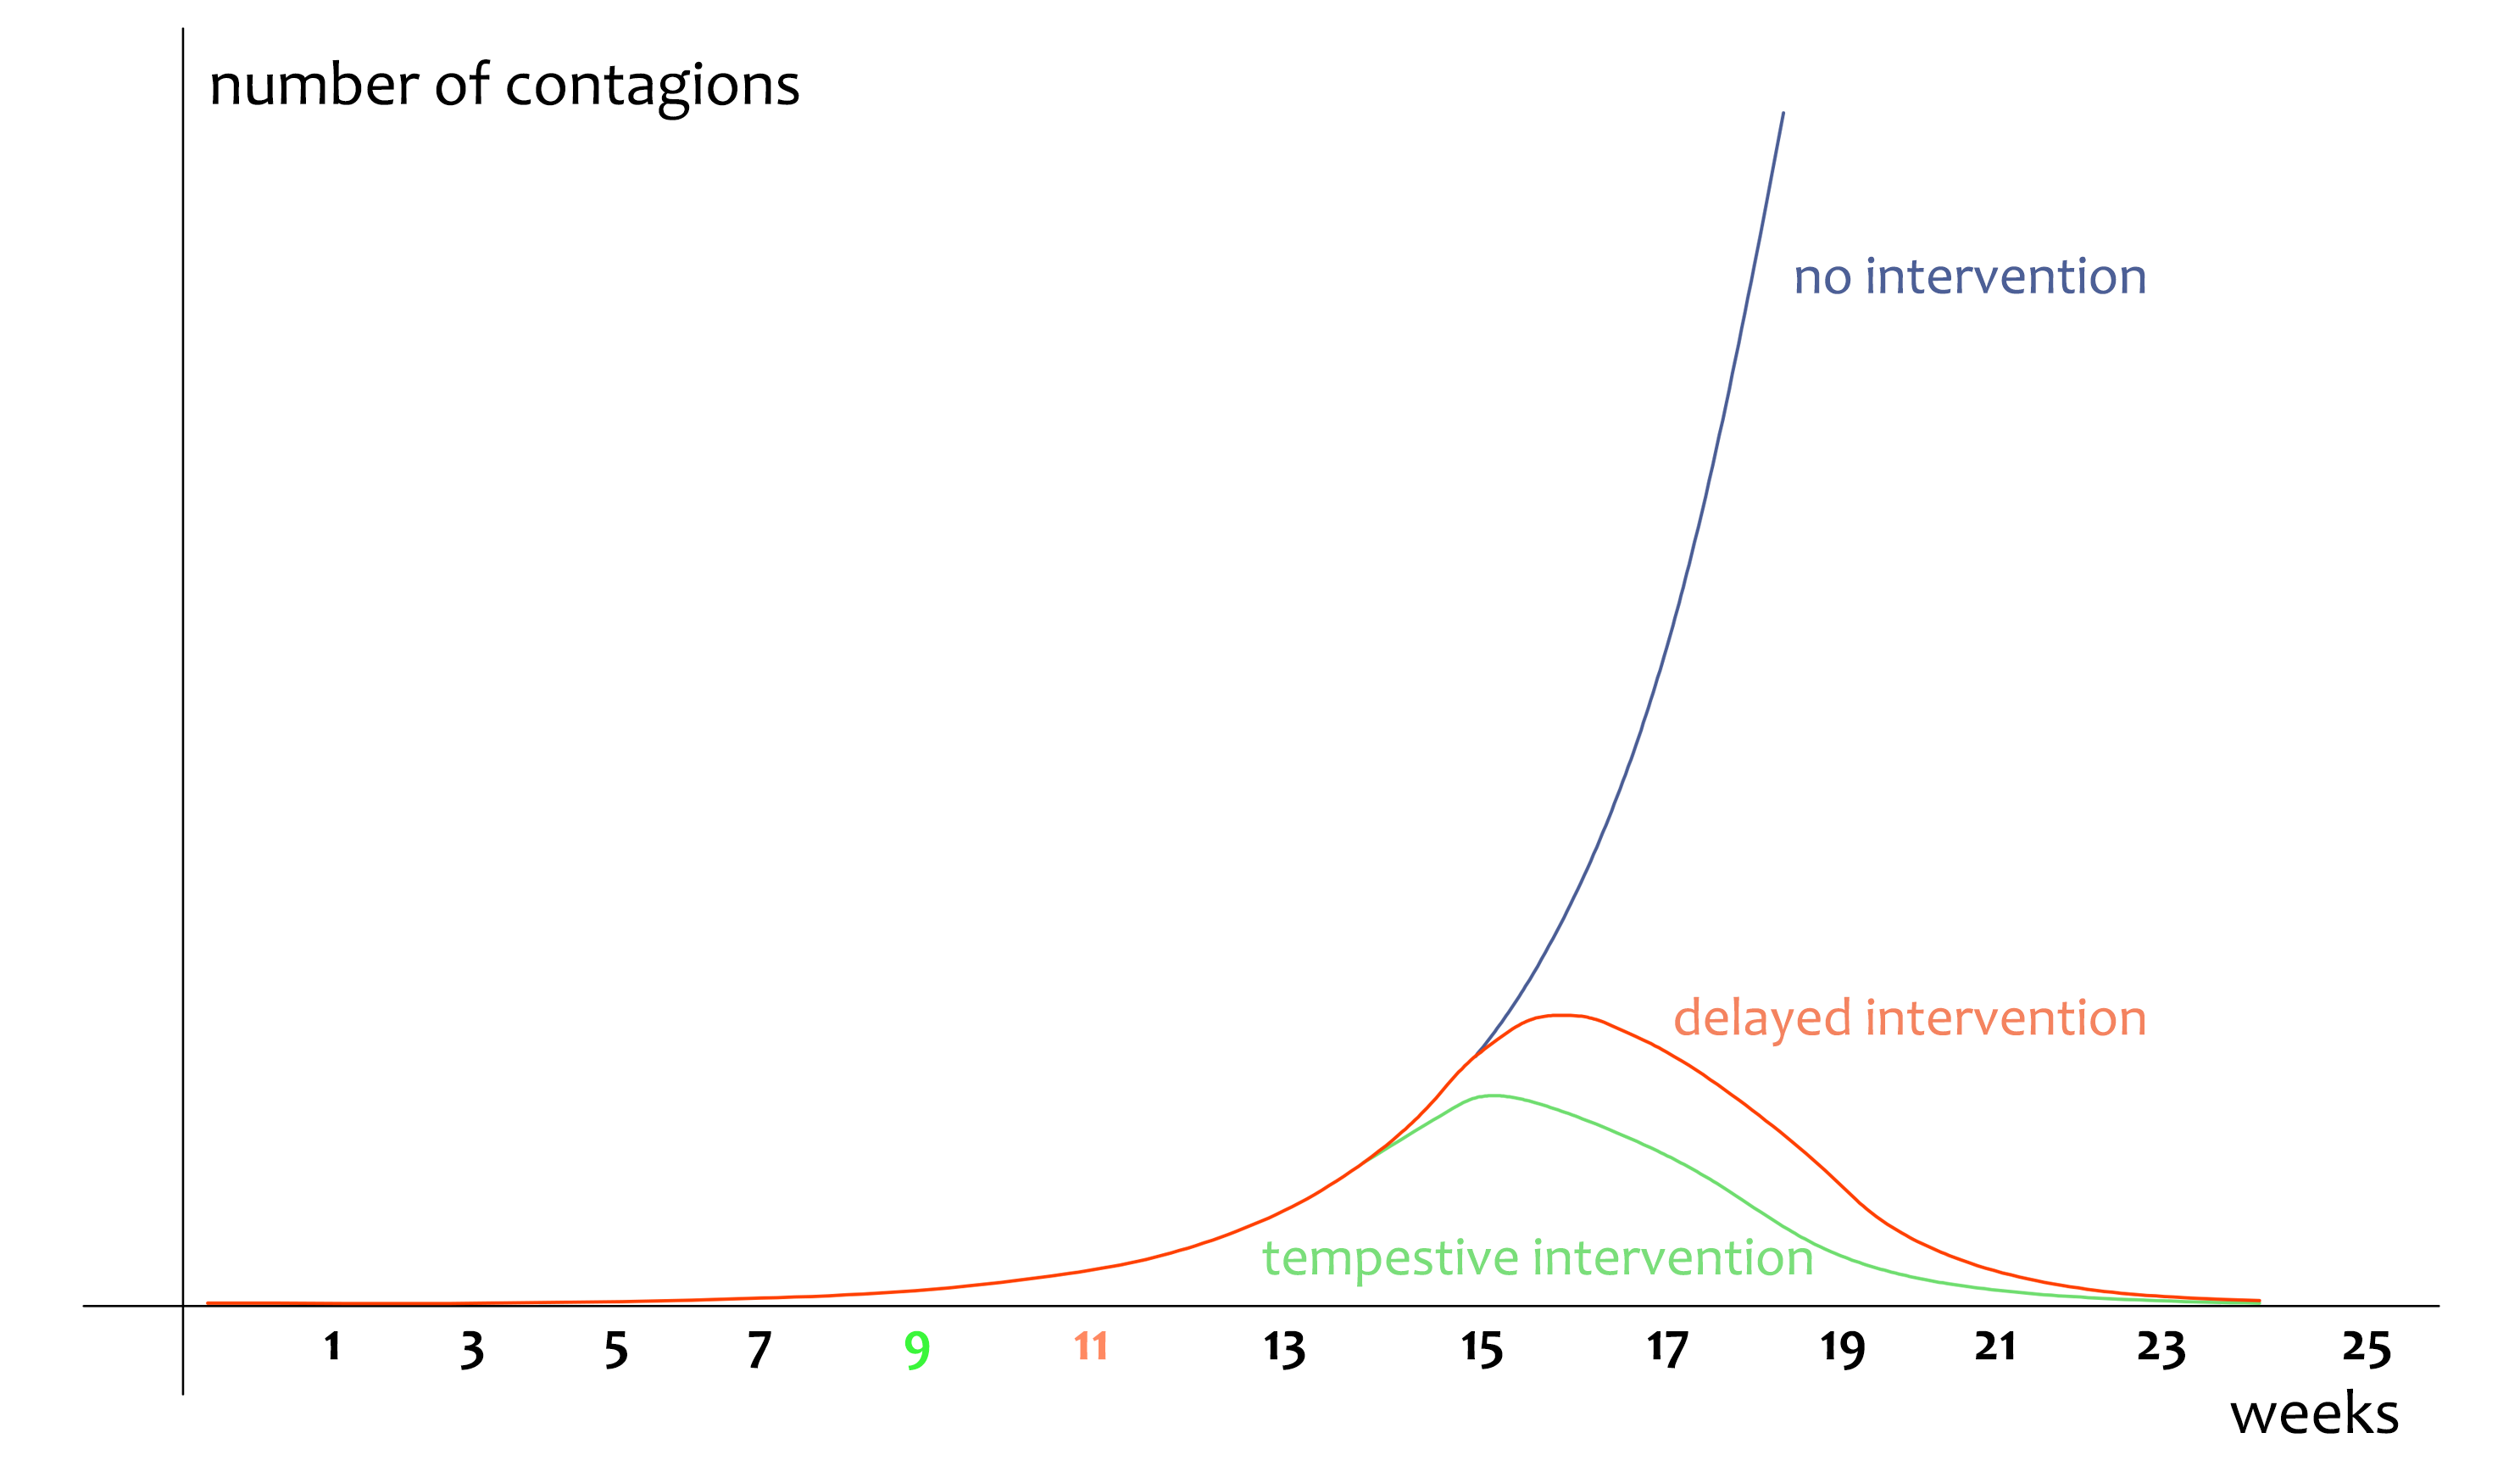 number of contagions
no intervention
delayed intervention
tempestive intervention
1 3 5 7 9 11 13 15 17 19 21 23 25
weeks